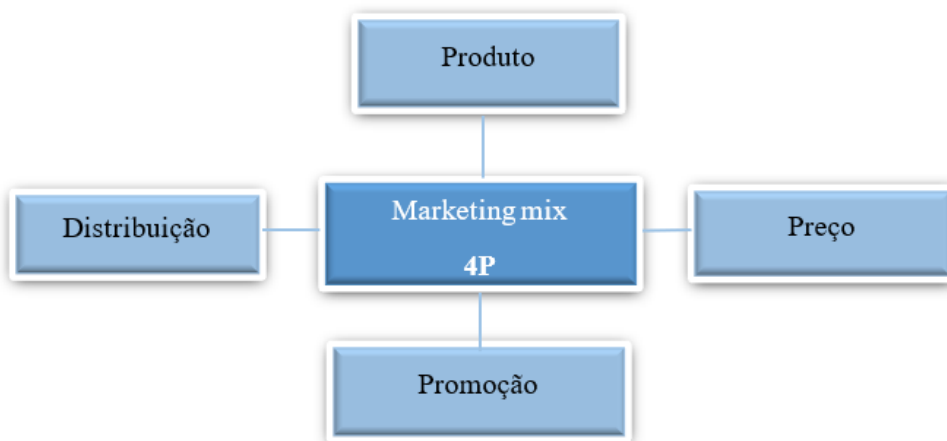 Produto
Distribuição
Marketing mix
4P
Preço
Promoção